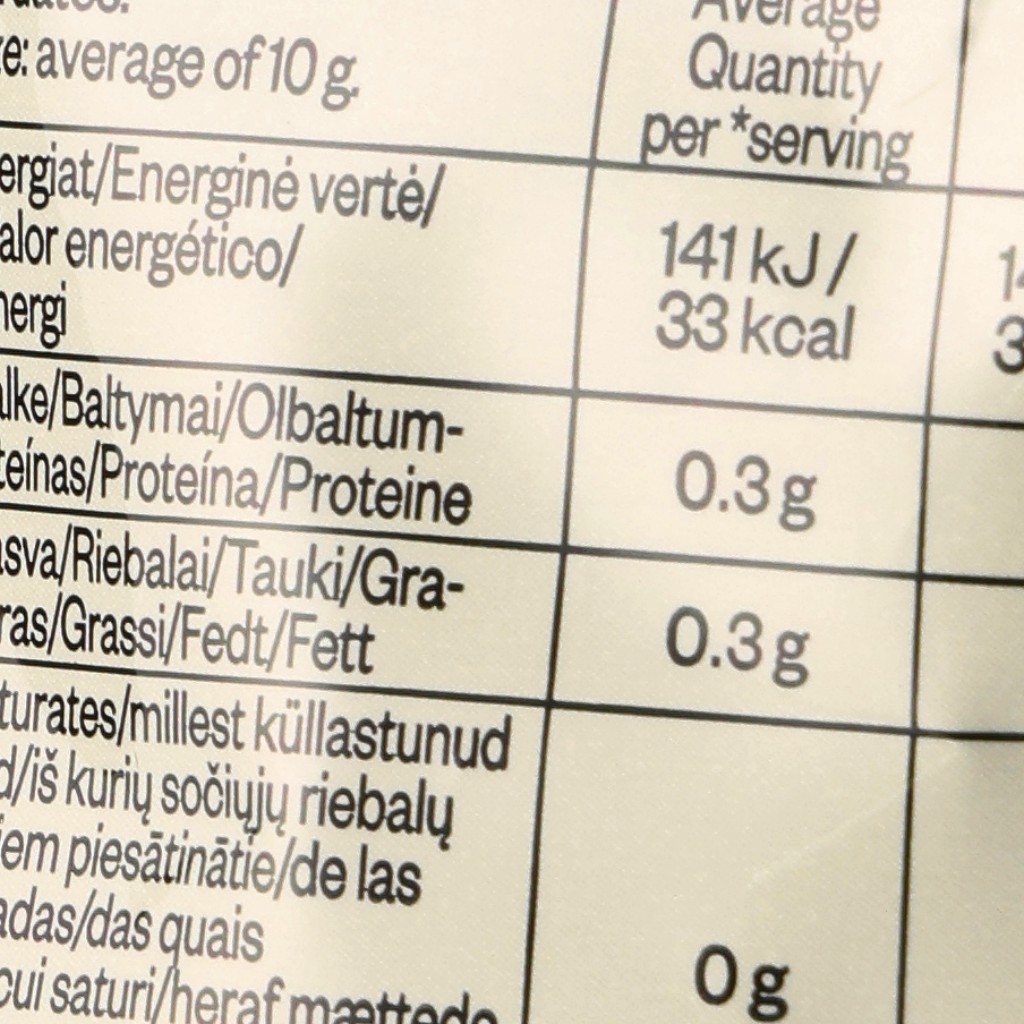 e: average of 10 g.
Average
Quantity
per *serving
ergiat/Energinė vertė/
alor energético/
nergi
141 kJ /
33 kcal
alke/Baltymai/Olbaltum-
teínas/Proteína/Proteine
0.3 g
asva/Riebalai/Tauki/Gra-
ras/Grassi/Fedt/Fett
0.3 g
turates/millest küllastunud
d/iš kurių sočiųjų riebalų
iem piesātinātie/de las
adas/das quais
cui saturi/heraf mættede
0 g